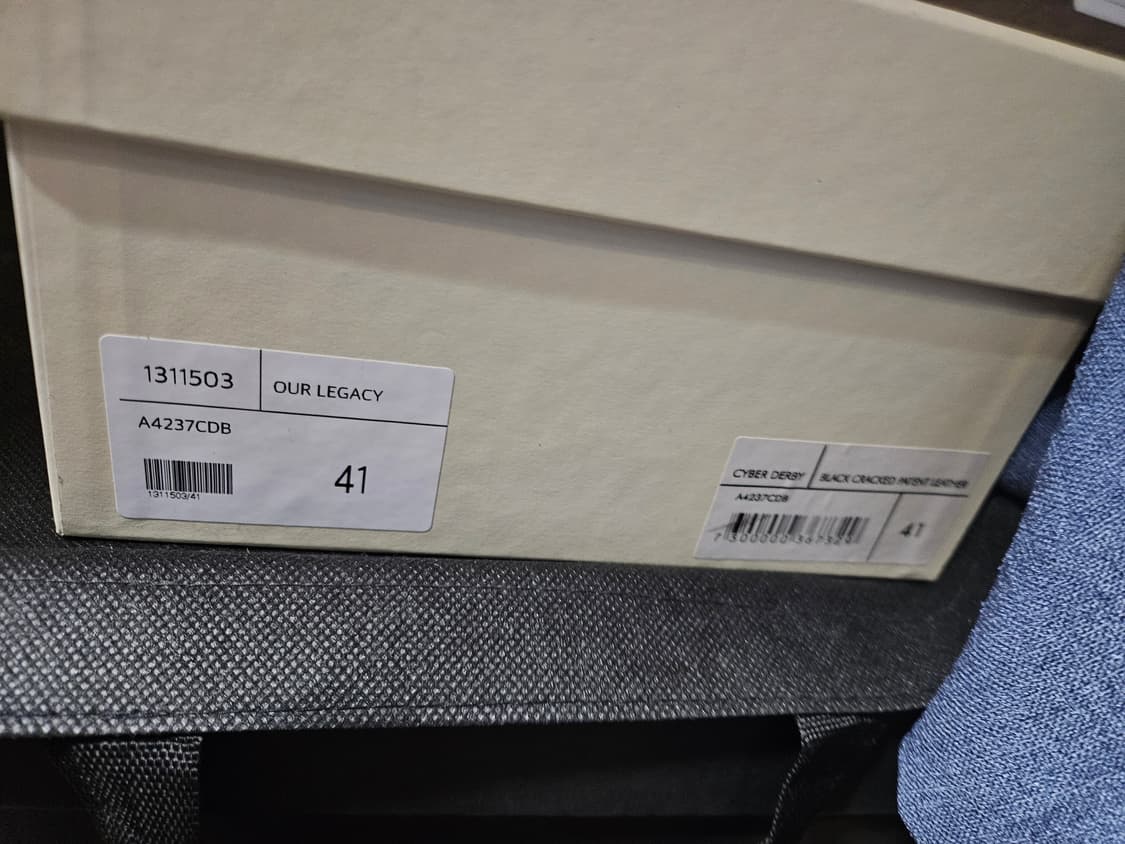 1311503
OUR LEGACY
A4237CDB
1311503/41
41
CYBER DERBY
BLACK CRACKED PATENT LEATHER
A4237CDB
41